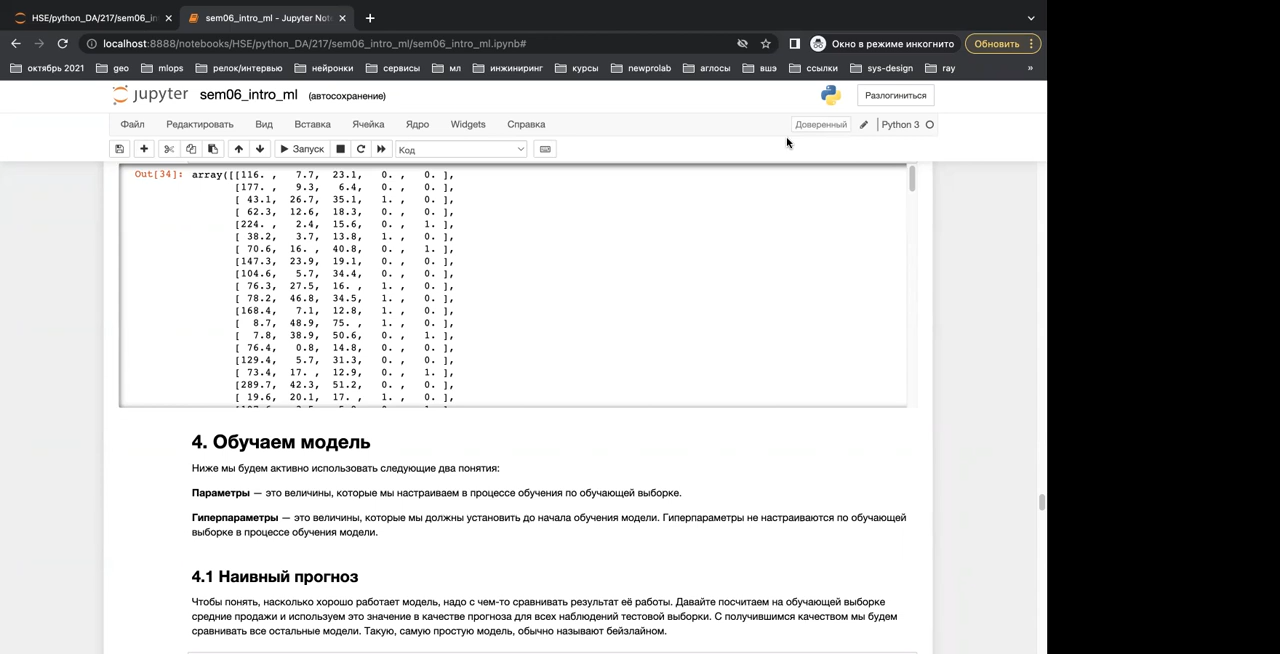 HSE/python_DA/217/sem06_in
sem06_intro_ml - Jupyter Not
localhost:8888/notebooks/HSE/python_DA/217/sem06_intro_ml/sem06_intro_ml.ipynb#
Окно в режиме инкогнито
Обновить
октябрь 2021 geo mlops релок/интервью нейронки сервисы мл инжиниринг курсы newprolab аглосы вшэ ссылки sys-design ray »
jupyter sem06_intro_ml (автосохранение)
Разлогиниться
Файл Редактировать Вид Вставка Ячейка Ядро Widgets Справка
Доверенный
Python 3
Запуск
Код
Out[34]: array([[116. , 7.7, 23.1, 0. , 0. ],
[177. , 9.3, 6.4, 0. , 0. ],
[ 43.1, 26.7, 35.1, 1. , 0. ],
[ 62.3, 12.6, 18.3, 0. , 0. ],
[224. , 2.4, 15.6, 0. , 1. ],
[ 38.2, 3.7, 13.8, 1. , 0. ],
[ 70.6, 16. , 40.8, 0. , 1. ],
[147.3, 23.9, 19.1, 0. , 0. ],
[104.6, 5.7, 34.4, 0. , 0. ],
[ 76.3, 27.5, 16. , 1. , 0. ],
[ 78.2, 46.8, 34.5, 1. , 0. ],
[168.4, 7.1, 12.8, 1. , 0. ],
[ 8.7, 48.9, 75. , 1. , 0. ],
[ 7.8, 38.9, 50.6, 0. , 1. ],
[ 76.4, 0.8, 14.8, 0. , 0. ],
[129.4, 5.7, 31.3, 0. , 0. ],
[ 73.4, 17. , 12.9, 0. , 1. ],
[289.7, 42.3, 51.2, 0. , 0. ],
[ 19.6, 20.1, 17. , 1. , 0. ],
4. Обучаем модель
Ниже мы будем активно использовать следующие два понятия:
Параметры — это величины, которые мы настраиваем в процессе обучения по обучающей выборке.
Гиперпараметры — это величины, которые мы должны установить до начала обучения модели. Гиперпараметры не настраиваются по обучающей
выборке в процессе обучения модели.
4.1 Наивный прогноз
Чтобы понять, насколько хорошо работает модель, надо с чем-то сравнивать результат её работы. Давайте посчитаем на обучающей выборке
средние продажи и используем это значение в качестве прогноза для всех наблюдений тестовой выборки. С получившимся качеством мы будем
сравнивать все остальные модели. Такую, самую простую модель, обычно называют бейзлайном.